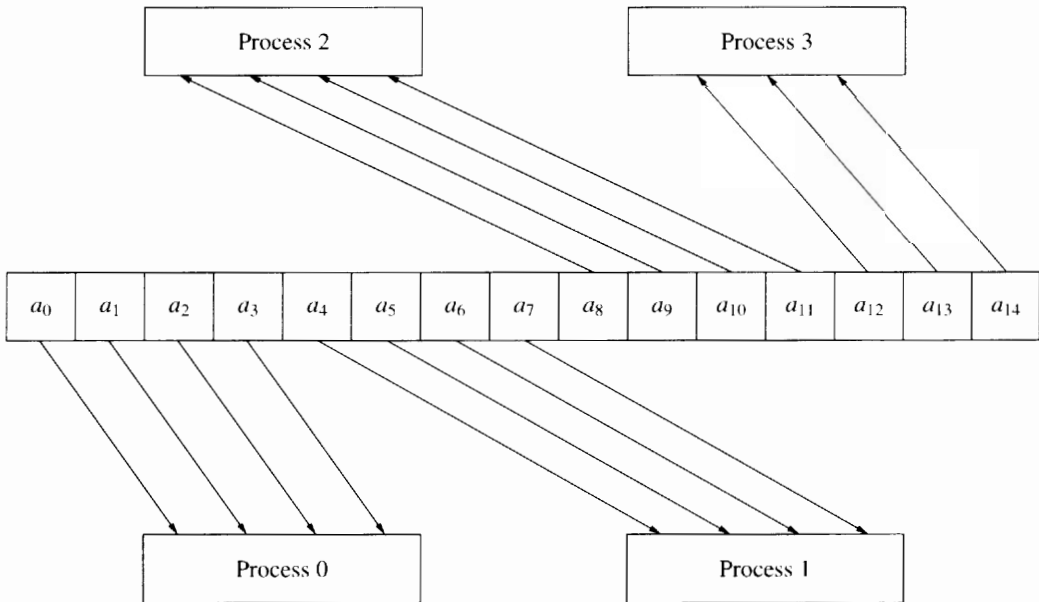 Process 2 Process 3
a0 a1 a2 a3 a4 a5 a6 a7 a8 a9 a10 a11 a12 a13 a14
Process 0 Process 1